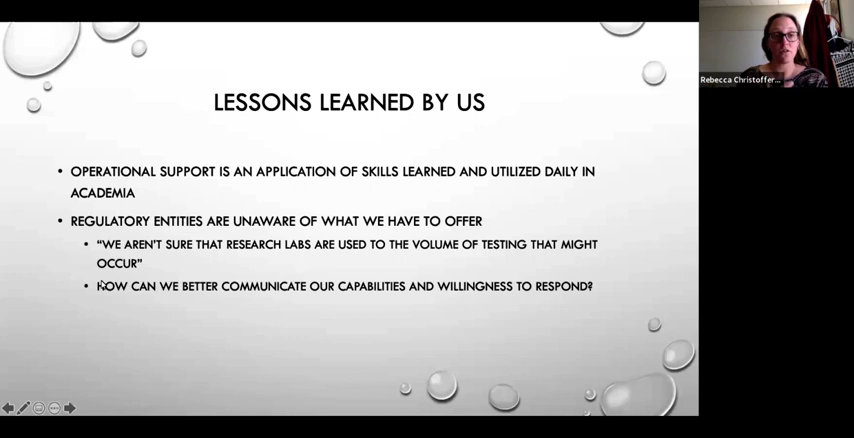 LESSONS LEARNED BY US
• OPERATIONAL SUPPORT IS AN APPLICATION OF SKILLS LEARNED AND UTILIZED DAILY IN
ACADEMIA
• REGULATORY ENTITIES ARE UNAWARE OF WHAT WE HAVE TO OFFER
• “WE AREN’T SURE THAT RESEARCH LABS ARE USED TO THE VOLUME OF TESTING THAT MIGHT
OCCUR”
• HOW CAN WE BETTER COMMUNICATE OUR CAPABILITIES AND WILLINGNESS TO RESPOND?
Rebecca Christoffer...